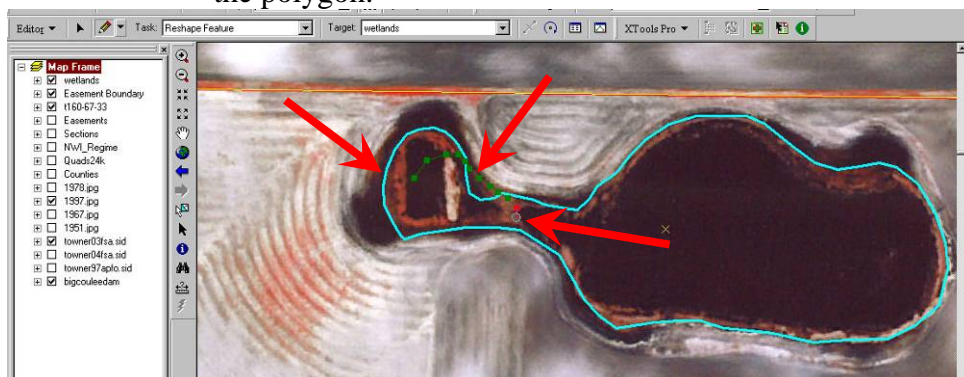 the polygon.
Editor Task: Reshape Feature Target: wetlands XTools Pro
Map Frame
wetlands
Easement Boundary
t160-67-33
Easements
Sections
NWI_Regime
Quads24k
Counties
1978.jpg
1997.jpg
1967.jpg
1951.jpg
towner03fsa.sid
towner04fsa.sid
towner97aplo.sid
bigcouleedam